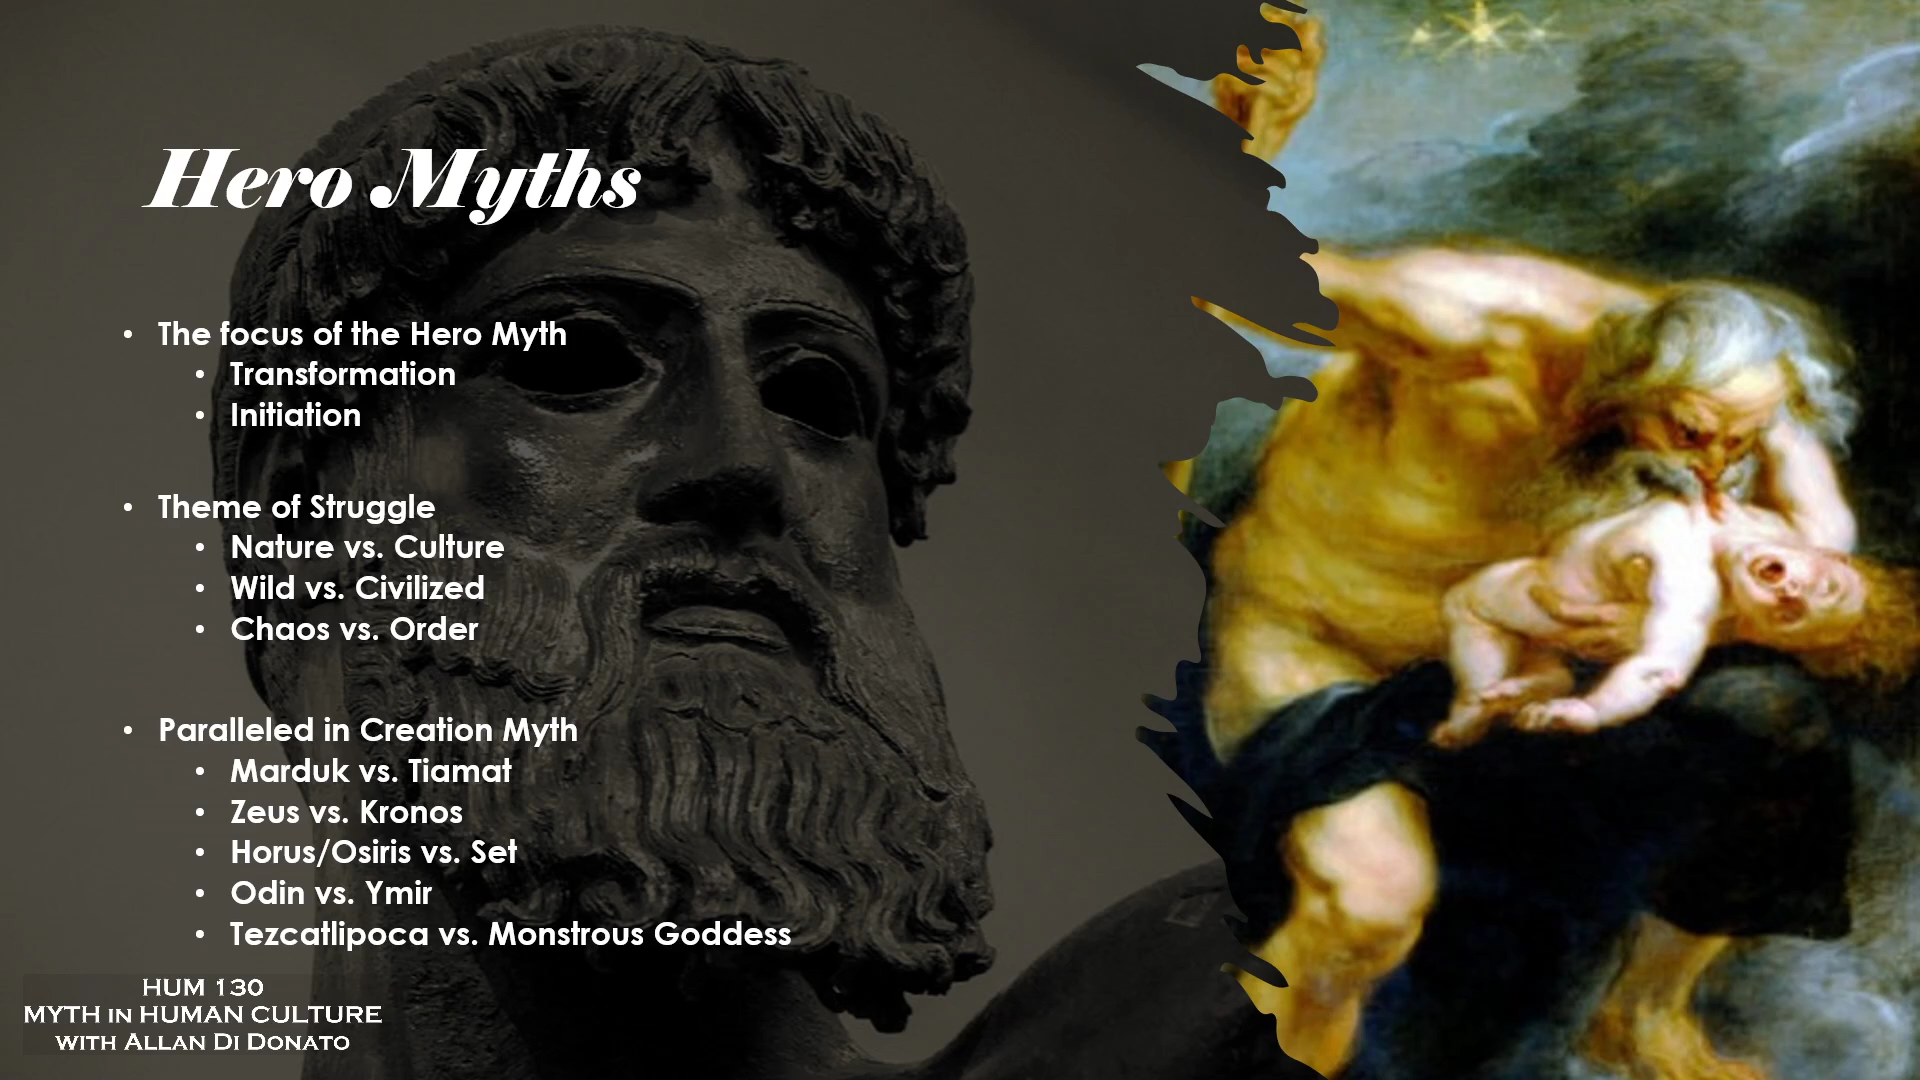 Hero Myths
• The focus of the Hero Myth
• Transformation
• Initiation
• Theme of Struggle
• Nature vs. Culture
• Wild vs. Civilized
• Chaos vs. Order
• Paralleled in Creation Myth
• Marduk vs. Tiamat
• Zeus vs. Kronos
• Horus/Osiris vs. Set
• Odin vs. Ymir
• Tezcatlipoca vs. Monstrous Goddess
HUM 130
MYTH in HUMAN CULTURE
with Allan Di Donato